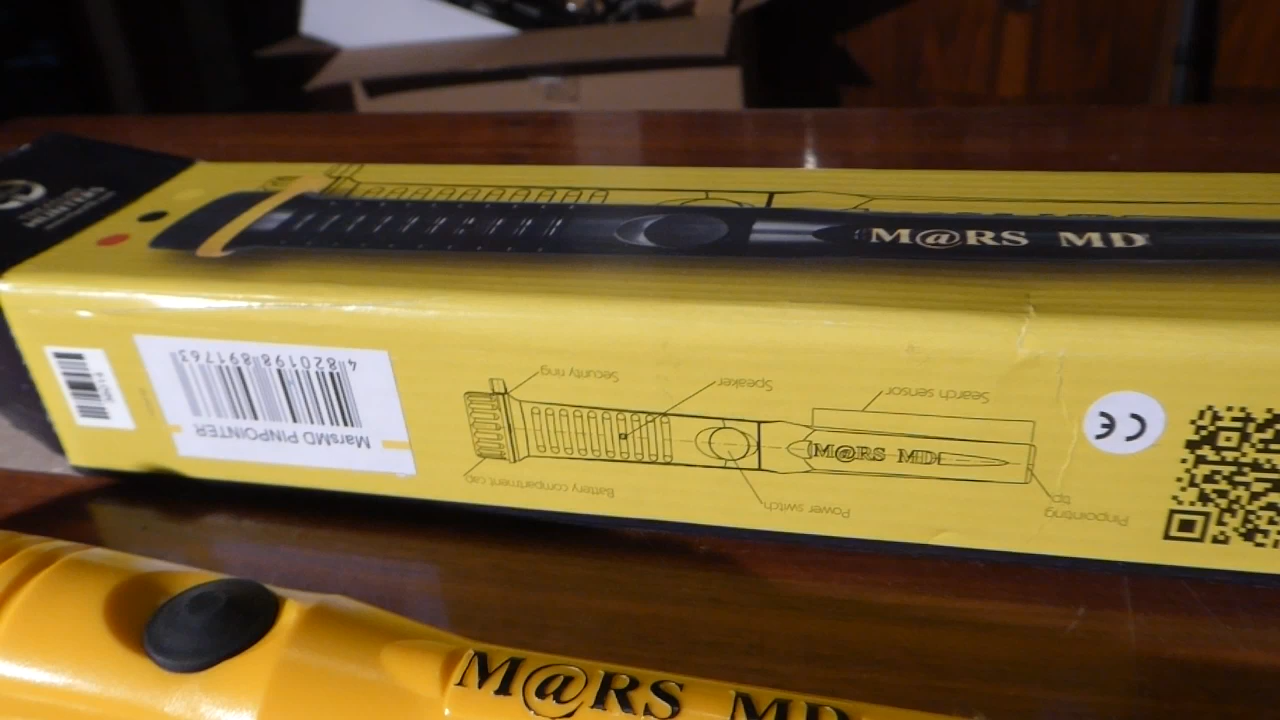 M@RS MD
4 820198 891763
MarsMD PINPOINTER
Security ring
Speaker
Search sensor
M@RS MD
Battery compartment cap
Power switch
Pinpointing
tip
CE
M@RS MD